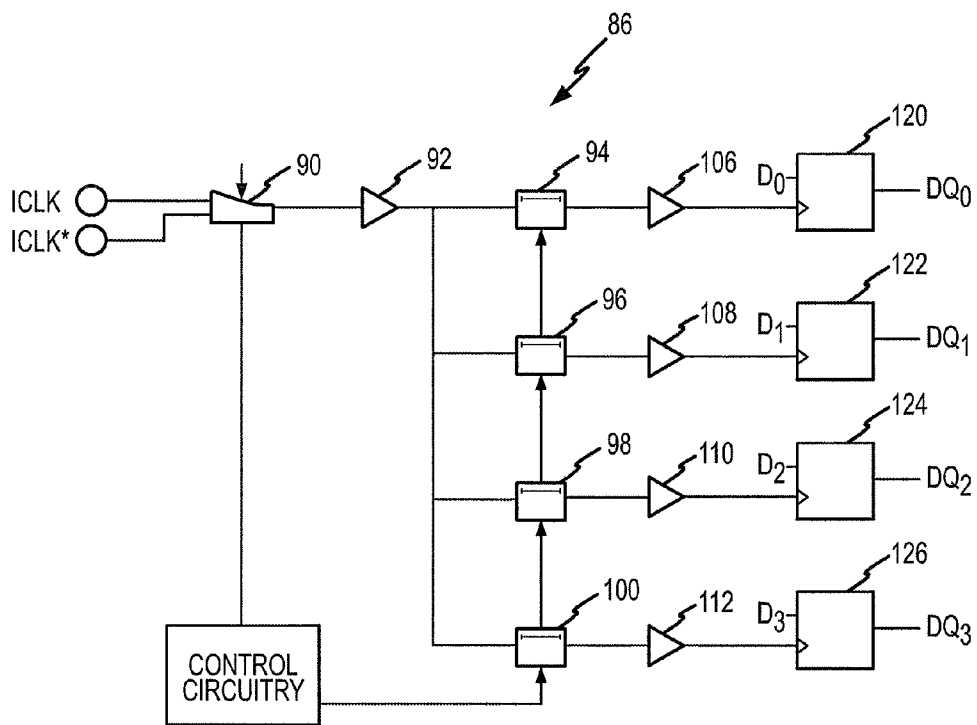 86
120
90
92
94
106
D0
DQ0
ICLK
ICLK*
122
96
108
D1
DQ1
124
98
110
D2
DQ2
126
100
112
D3
DQ3
CONTROL
CIRCUITRY